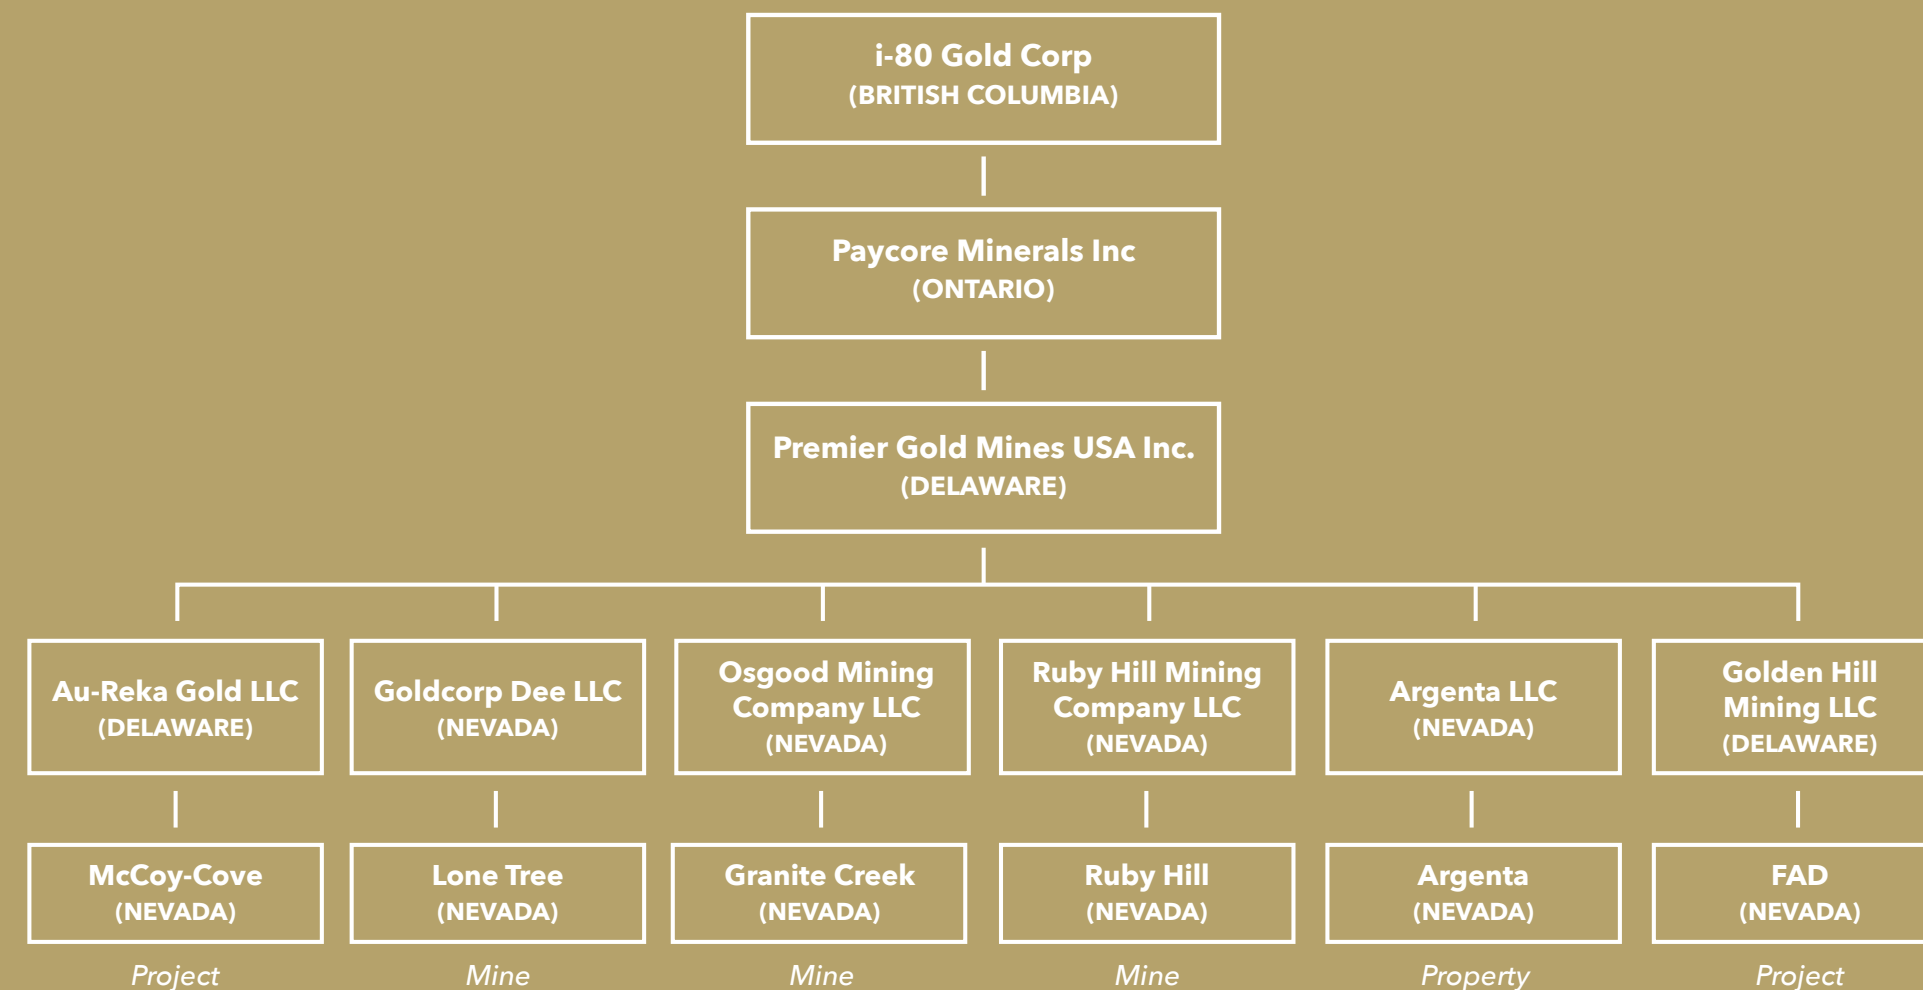 i-80 Gold Corp
(BRITISH COLUMBIA)
Paycore Minerals Inc
(ONTARIO)
Premier Gold Mines USA Inc.
(DELAWARE)
Au-Reka Gold LLC
(DELAWARE)
Goldcorp Dee LLC
(NEVADA)
Osgood Mining
Company LLC
(NEVADA)
Ruby Hill Mining
Company LLC
(NEVADA)
Argenta LLC
(NEVADA)
Golden Hill
Mining LLC
(DELAWARE)
McCoy-Cove
(NEVADA)
Lone Tree
(NEVADA)
Granite Creek
(NEVADA)
Ruby Hill
(NEVADA)
Argenta
(NEVADA)
FAD
(NEVADA)
Project
Mine
Mine
Mine
Property
Project